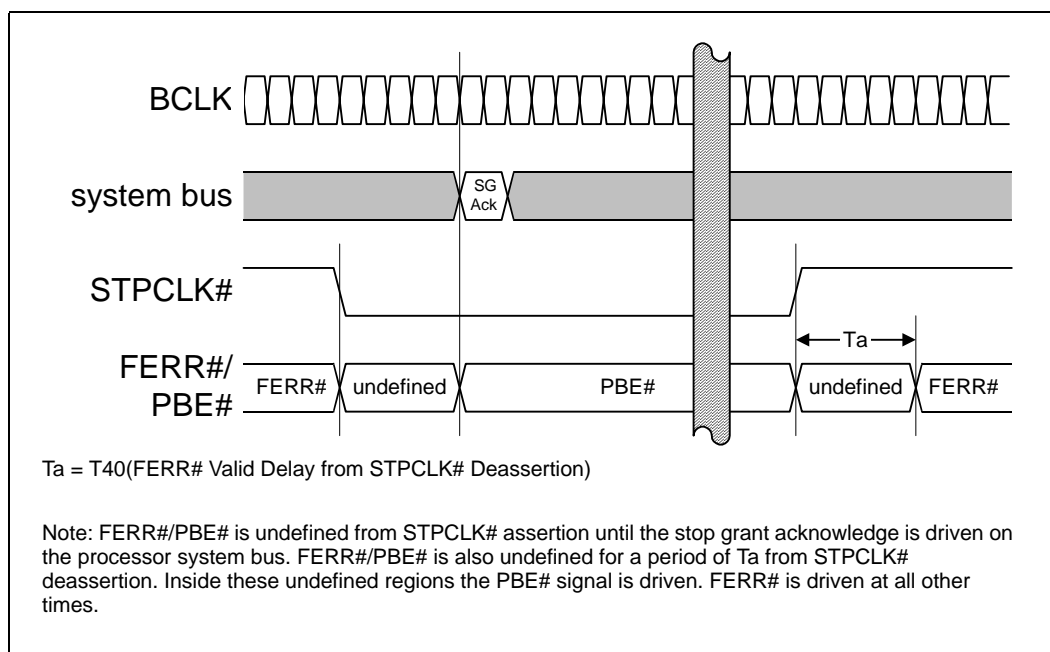 BCLK
system bus
SG
Ack
STPCLK#
Ta
FERR#/
PBE#
FERR#
undefined
PBE#
undefined
FERR#
Ta = T40(FERR# Valid Delay from STPCLK# Deassertion)
Note: FERR#/PBE# is undefined from STPCLK# assertion until the stop grant acknowledge is driven on
the processor system bus. FERR#/PBE# is also undefined for a period of Ta from STPCLK#
deassertion. Inside these undefined regions the PBE# signal is driven. FERR# is driven at all other
times.